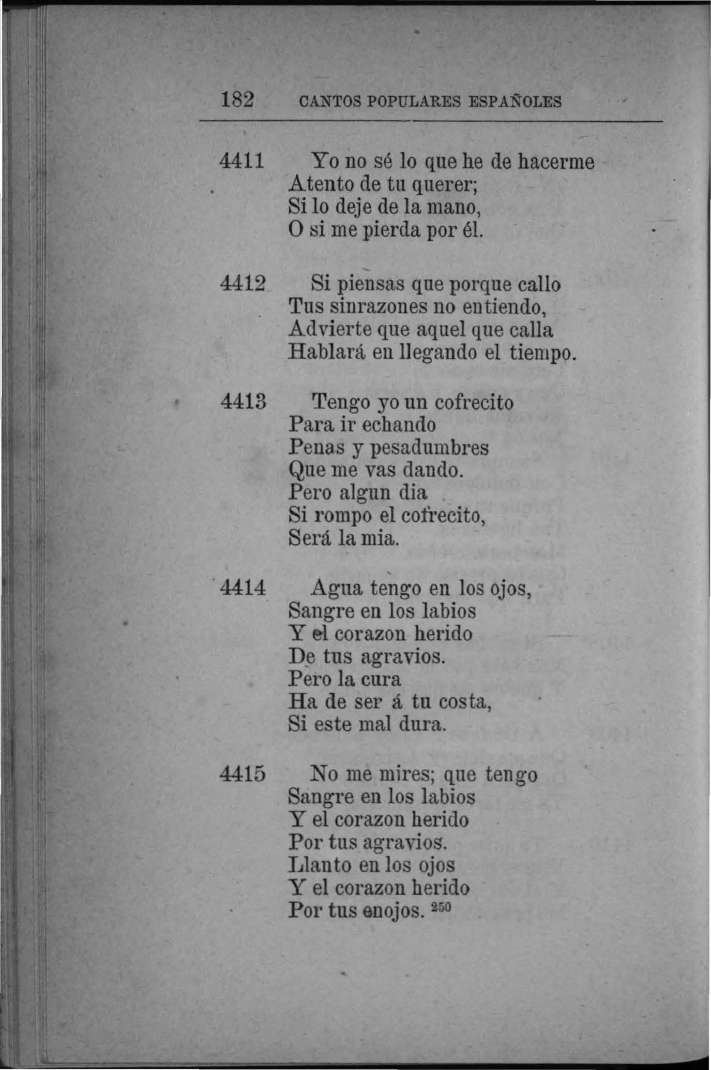 182 CANTOS POPULARES ESPAÑOLES
4411 Yo no sé lo que he de hacerme
Atento de tu querer;
Si lo deje de la mano,
O si me pierda por él.
4412 Si piensas que porque callo
Tus sinrazones no entiendo,
Advierte que aquel que calla
Hablará en llegando el tiempo.
4413 Tengo yo un cofrecito
Para ir echando
Penas y pesadumbres
Que me vas dando.
Pero algun dia
Si rompo el cofrecito,
Será la mia.
4414 Agua tengo en los ojos,
Sangre en los labios
Y el corazon herido
De tus agravios.
Pero la cura
Ha de ser á tu costa,
Si este mal dura.
4415 No me mires; que tengo
Sangre en los labios
Y el corazon herido
Por tus agravios.
Llanto en los ojos
Y el corazon herido
Por tus enojos. 250